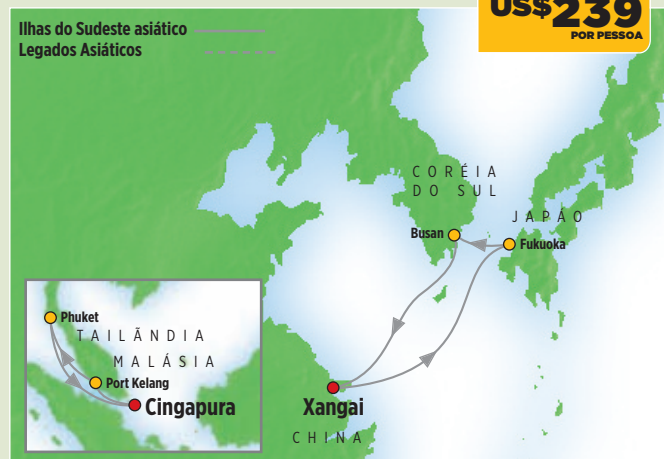 US$239
POR PESSOA
Ilhas do Sudeste asiático
Legados Asiáticos
CORÉIA
DO SUL
JAPÃO
Busan
Fukuoka
Phuket
TAILÃNDIA
MALÁSIA
Port Kelang
Cingapura
Xangai
CHINA